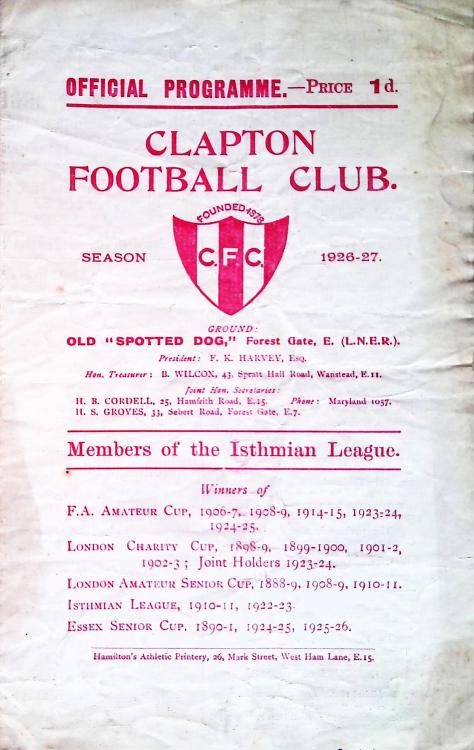 OFFICIAL PROGRAMME.—PRICE 1d.
CLAPTON
FOOTBALL CLUB.
FOUNDED 1878
SEASON C.F.C. 1926-27.
GROUND:
OLD "SPOTTED DOG," Forest Gate, E. (L.N.E.R.).
President: F. K. HARVEY, Esq.
Hon. Treasurer: B. WILCOX, 43, Spratt Hall Road, Wanstead, E.11.
Joint Hon. Secretaries:
H. B. CORDELL, 25, Hamfrith Road, E.15. Phone: Maryland 1057.
H. S. GROVES, 33, Sebert Road, Forest Gate, E.7.
Members of the Isthmian League.
Winners of
F.A. AMATEUR CUP, 1906-7, 1908-9, 1914-15, 1923-24,
1924-25.
LONDON CHARITY CUP, 1898-9, 1899-1900, 1901-2,
1902-3; Joint Holders 1923-24.
LONDON AMATEUR SENIOR CUP, 1888-9, 1908-9, 1910-11.
ISTHMIAN LEAGUE, 1910-11, 1922-23.
ESSEX SENIOR CUP. 1890-1, 1924-25, 1925-26.
Hamilton's Athletic Printery, 26, Mark Street, West Ham Lane, E.15.